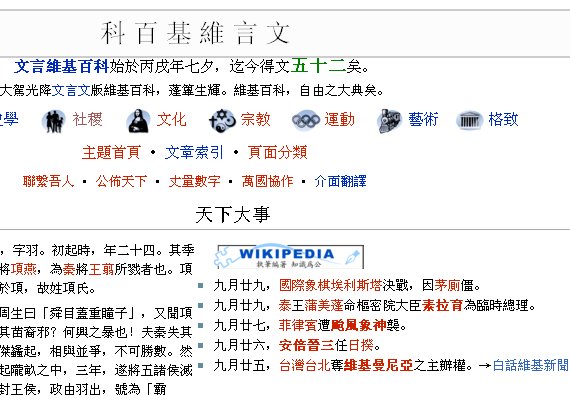 科百基維言文
文言維基百科始於丙戌年七夕，迄今得文五十二矣。
大駕光降文言文版維基百科，蓬蓽生輝。維基百科，自由之大典矣。
學 社稷 文化 宗教 運動 藝術 格致
主題首頁 • 文章索引 • 頁面分類
聯繫吾人 • 公佈天下 • 丈量數字 • 萬國協作 • 介面翻譯
天下大事
，字羽。初起時，年二十四。其季
將項燕，為秦將王翦所戮者也。項
於項，故姓項氏。
周生曰「舜目蓋重瞳子」，又聞項
其苗裔邪？何興之暴也！夫秦失其
傑蠭起，相與並爭，不可勝數。然
起隴畝之中，三年，遂將五諸侯滅
封王侯，政由羽出，號為「霸
WIKIPEDIA
執筆編著 知識為公
九月廿九，國際象棋埃利斯塔決戰，因茅廁僵。
九月廿九，泰王蒲美蓬命樞密院大臣素拉育為臨時總理。
九月廿七，菲律賓遭颱風象神襲。
九月廿六，安倍晉三任日揆。
九月廿五，台灣台北奪維基曼尼亞之主辦權。→白話維基新聞